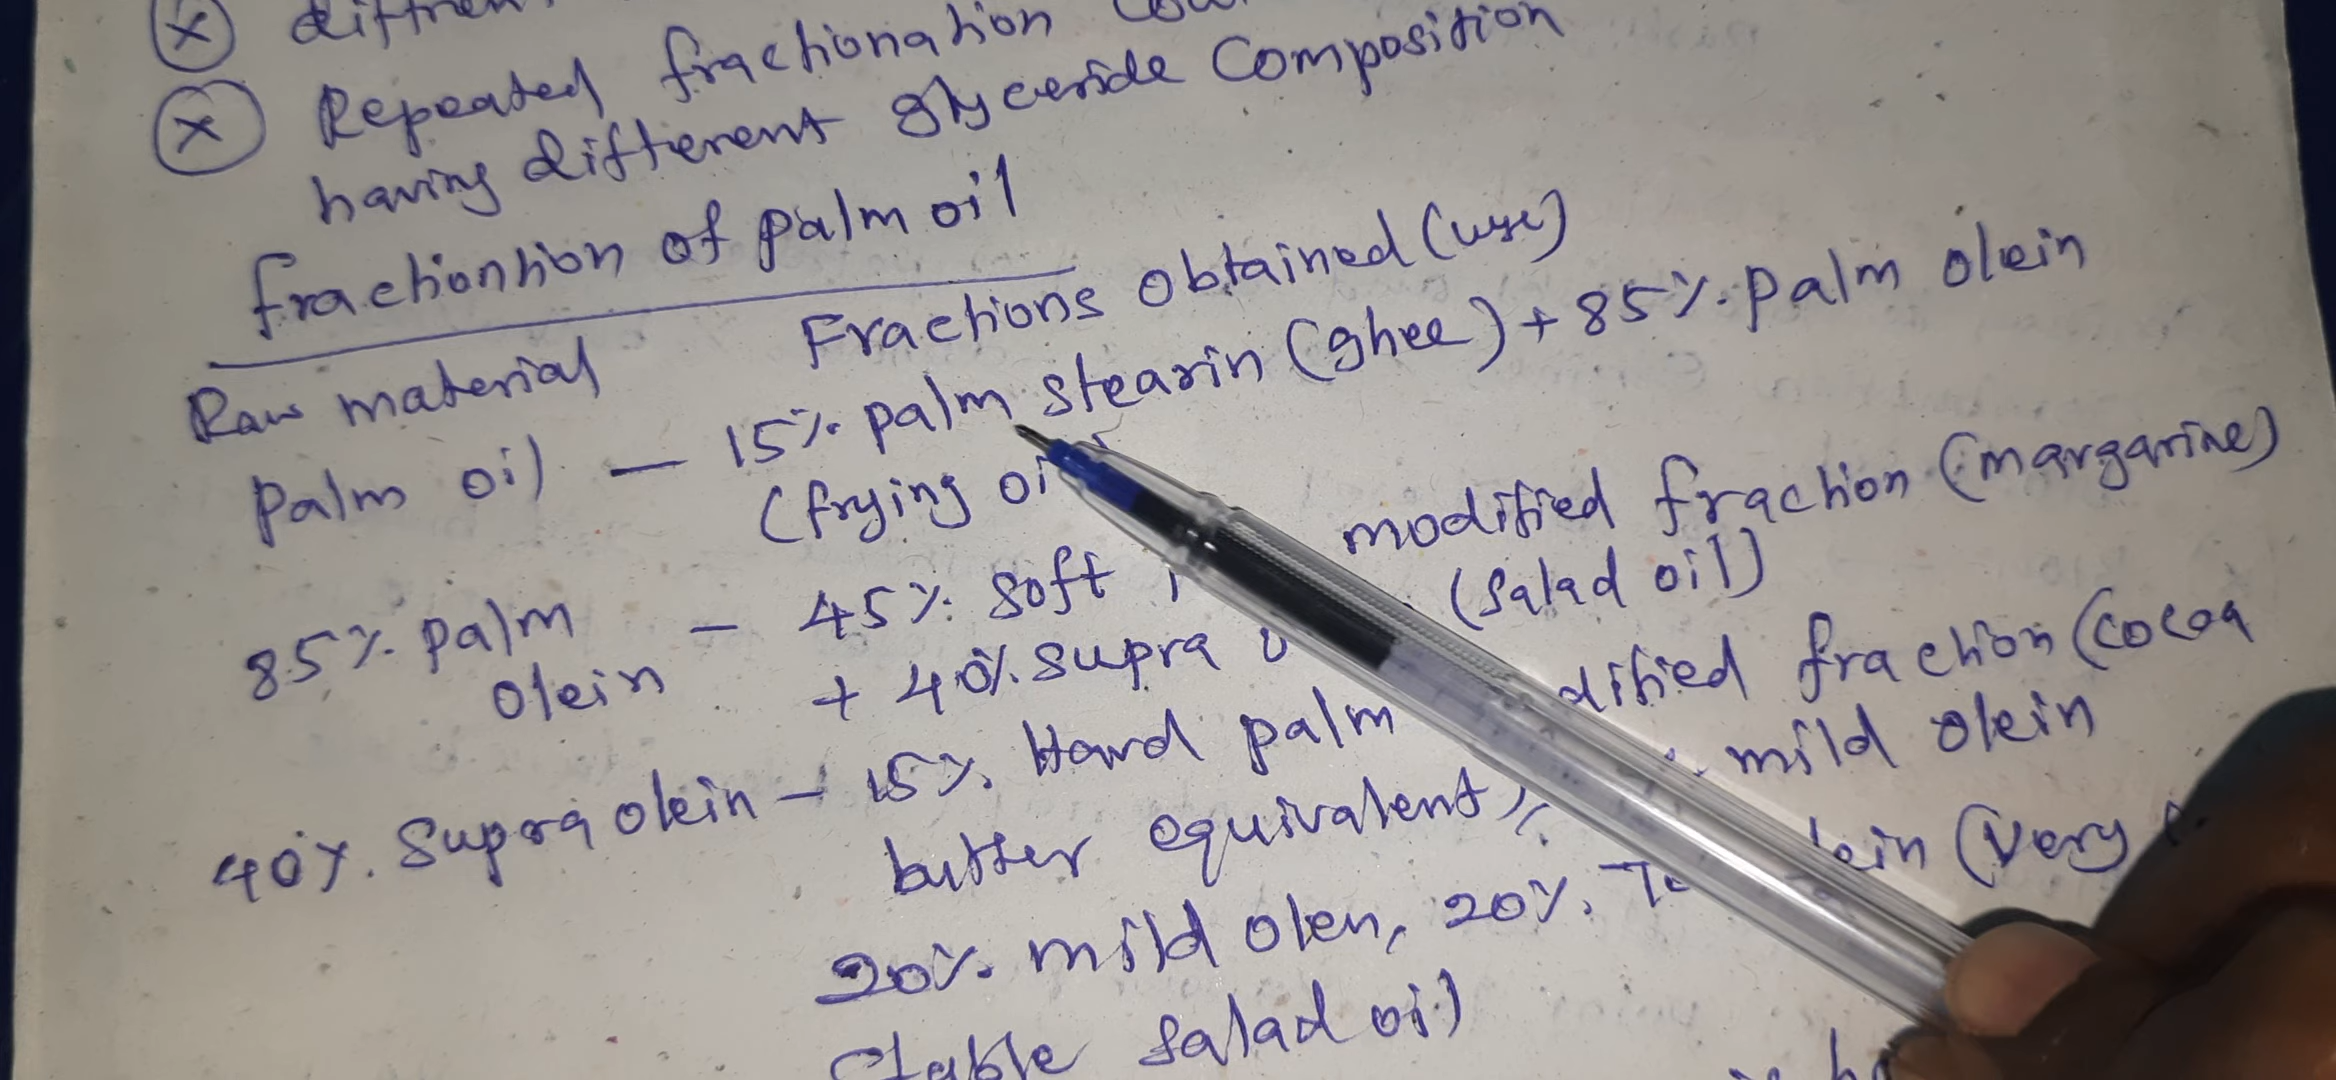 Repeated fractionation
having different glyceride Composition
fractiontion of Palm oil
Raw material Fractions obtained (use)
Palm oil — 15% Palm Stearin (ghee) + 85% Palm olein
(frying oi
85% Palm - 45% Soft modified fraction (margarine)
olein + 40% Supra (Salad oil)
40% Supra olein - 15% Hard palm dified fraction (Cocoa
butter equivalent mild olein
20% mild olen, 20% ein (Very
Stable Salad oil